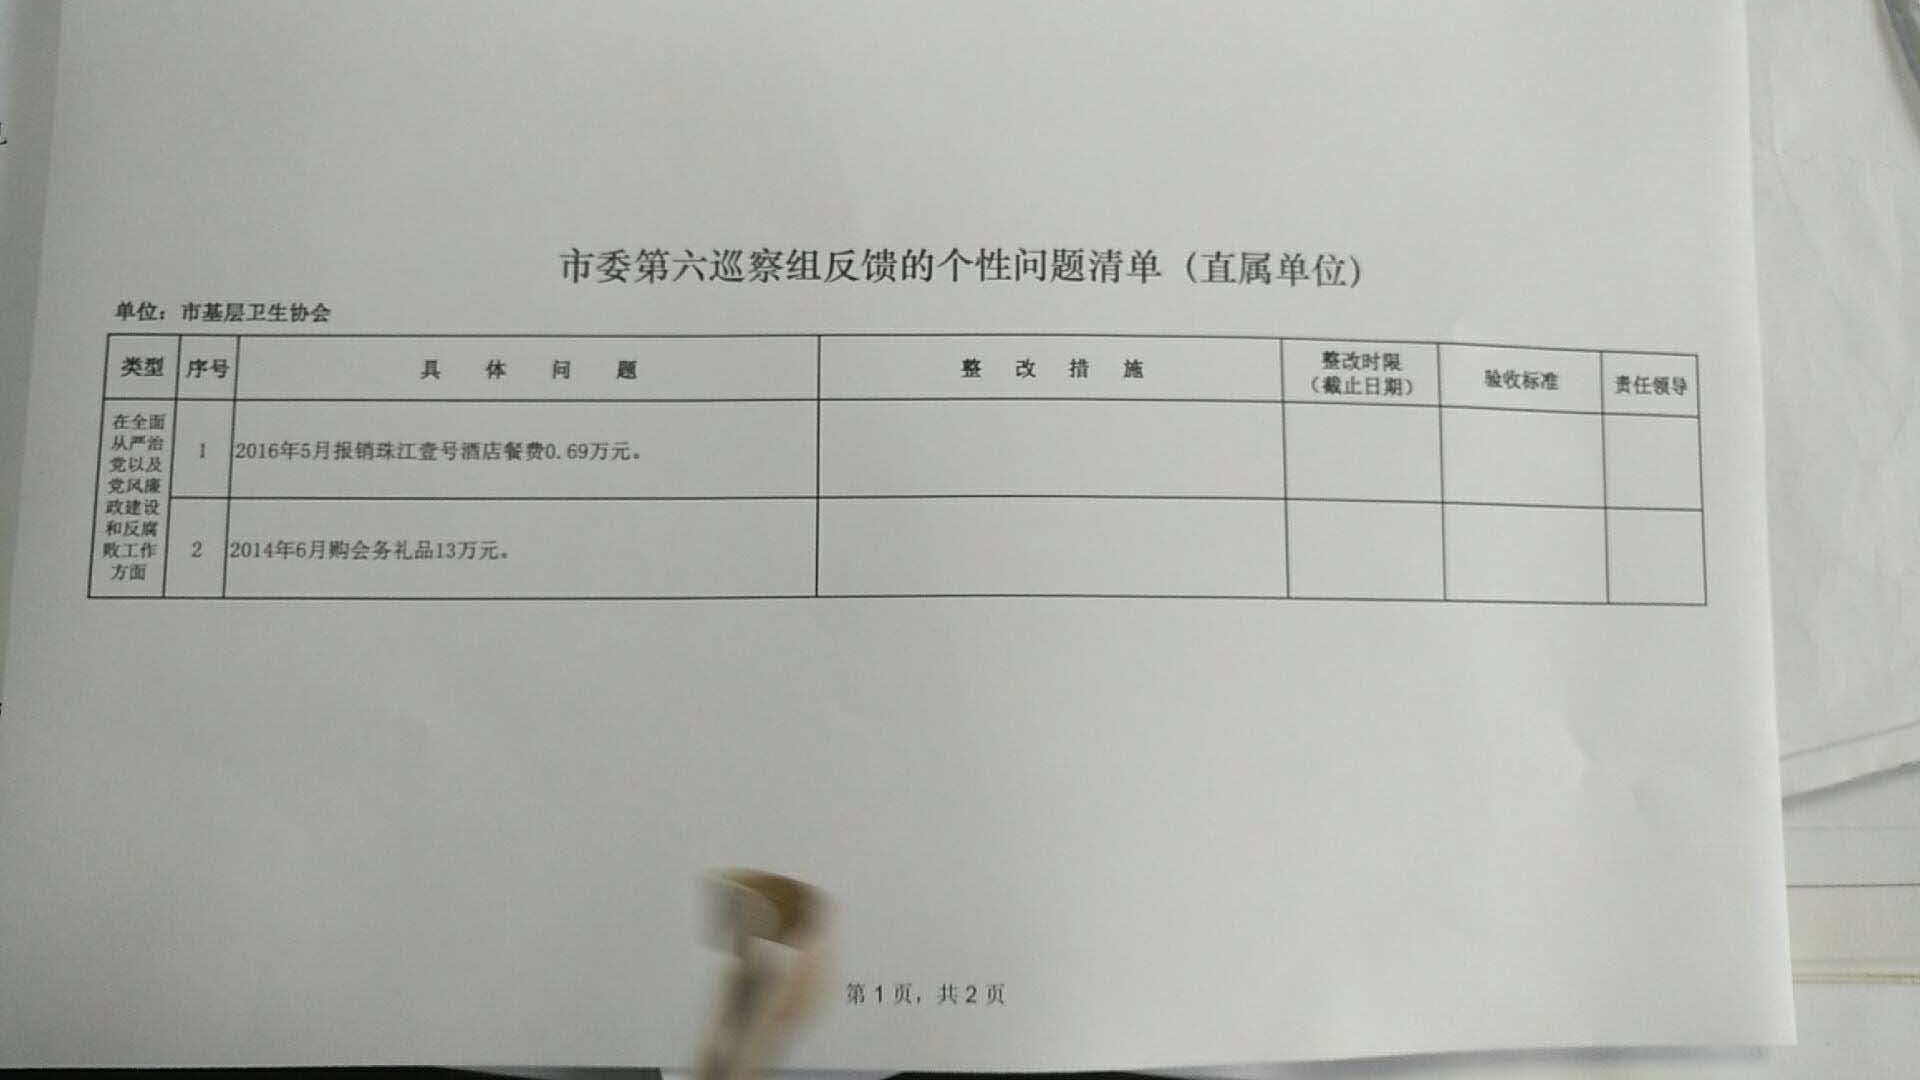 市委第六巡察组反馈的个性问题清单（直属单位）
单位：市基层卫生协会
类型 序号 具体问题 整改措施 整改时限（截止日期） 验收标准 责任领导
在全面
从严治
党以及
党风廉
政建设
和反腐
败工作
方面
1 2016年5月报销珠江壹号酒店餐费0.69万元。
2 2014年6月购会务礼品13万元。
第 1 页，共 2 页